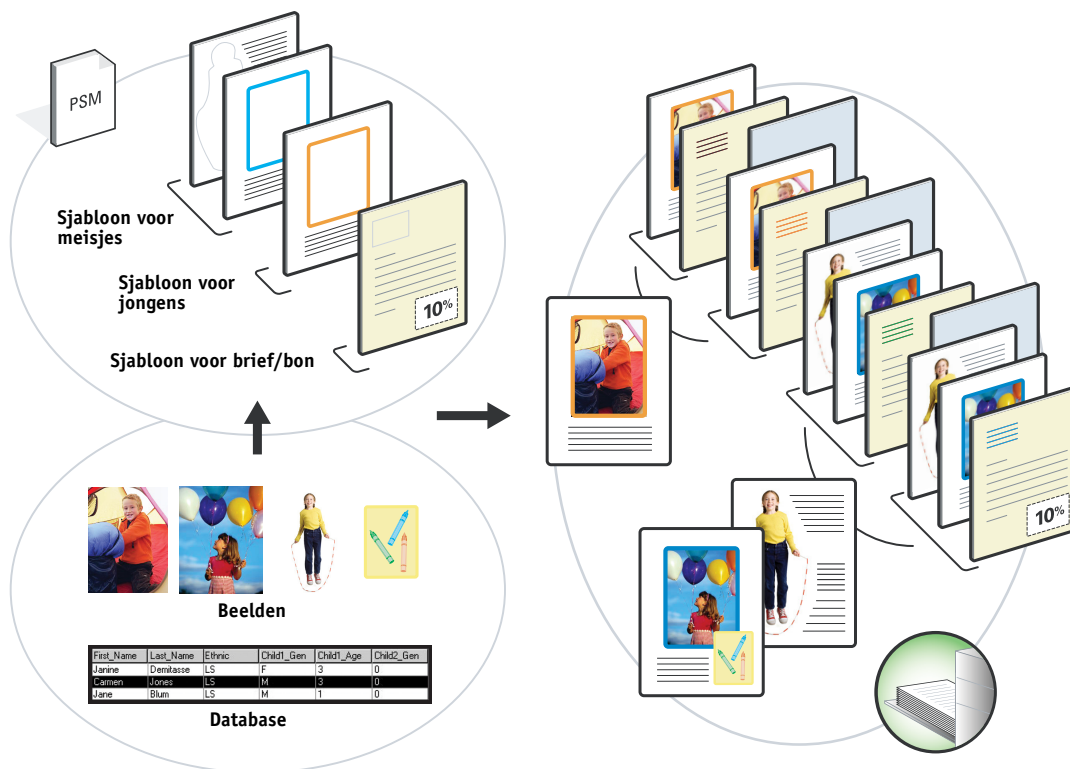 PSM
Sjabloon voor
meisjes
Sjabloon voor
jongens
10%
Sjabloon voor brief/bon
Beelden
First_Name Last_Name Ethnic Child1_Gen Child1_Age Child2_Gen
Janine Demitasse LS F 3 0
Carmen Jones LS M 3 0
Jane Blum LS M 1 0
Database
10%